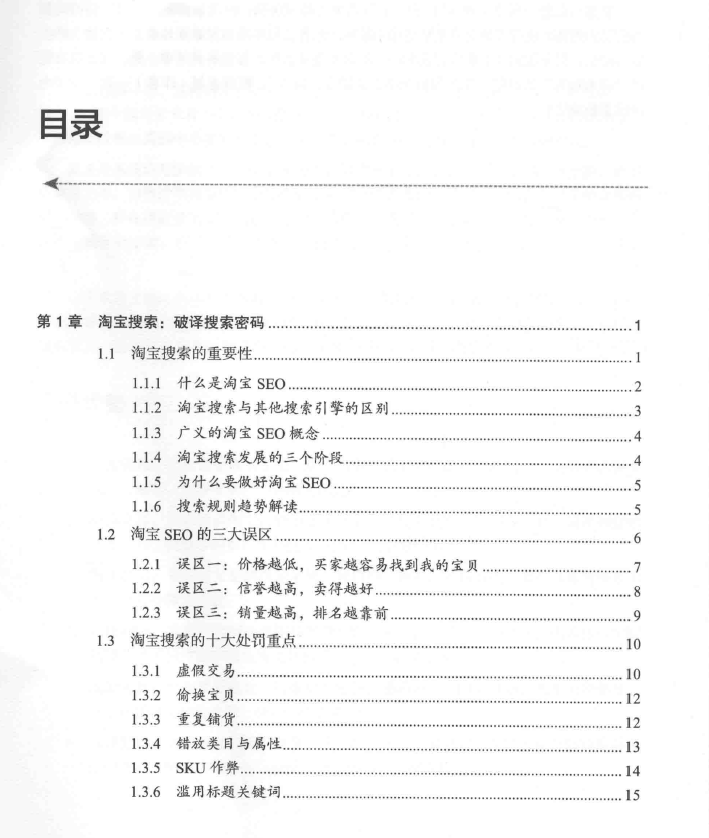 目录
第 1 章 淘宝搜索：破译搜索密码 ........ 1
1.1 淘宝搜索的重要性 ........ 1
1.1.1 什么是淘宝 SEO ........ 2
1.1.2 淘宝搜索与其他搜索引擎的区别 ........ 3
1.1.3 广义的淘宝 SEO 概念 ........ 4
1.1.4 淘宝搜索发展的三个阶段 ........ 4
1.1.5 为什么要做好淘宝 SEO ........ 5
1.1.6 搜索规则趋势解读 ........ 5
1.2 淘宝 SEO 的三大误区 ........ 6
1.2.1 误区一：价格越低，买家越容易找到我的宝贝 ........ 7
1.2.2 误区二：信誉越高，卖得越好 ........ 8
1.2.3 误区三：销量越高，排名越靠前 ........ 9
1.3 淘宝搜索的十大处罚重点 ........ 10
1.3.1 虚假交易 ........ 10
1.3.2 偷换宝贝 ........ 12
1.3.3 重复铺货 ........ 12
1.3.4 错放类目与属性 ........ 13
1.3.5 SKU 作弊 ........ 14
1.3.6 滥用标题关键词 ........ 15